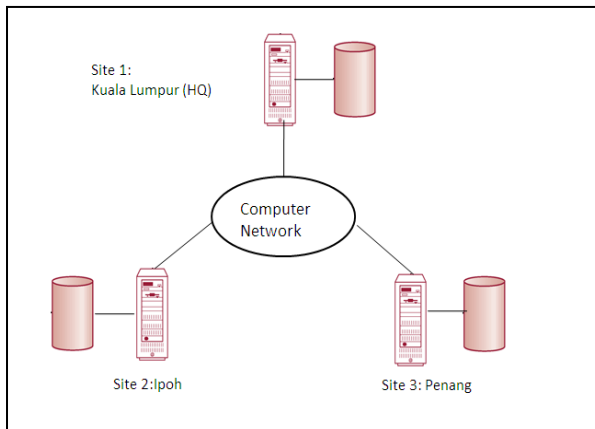 Site 1:
Kuala Lumpur (HQ)
Computer
Network
Site 2:Ipoh
Site 3: Penang